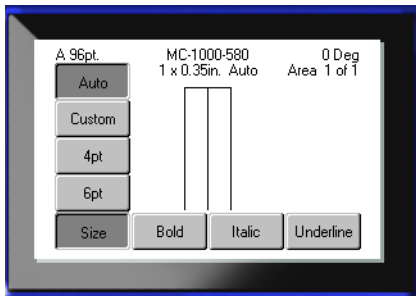 A 96pt. MC-1000-580 0 Deg
1 x 0.35in. Auto Area 1 of 1
Auto
Custom
4pt
6pt
Size Bold Italic Underline